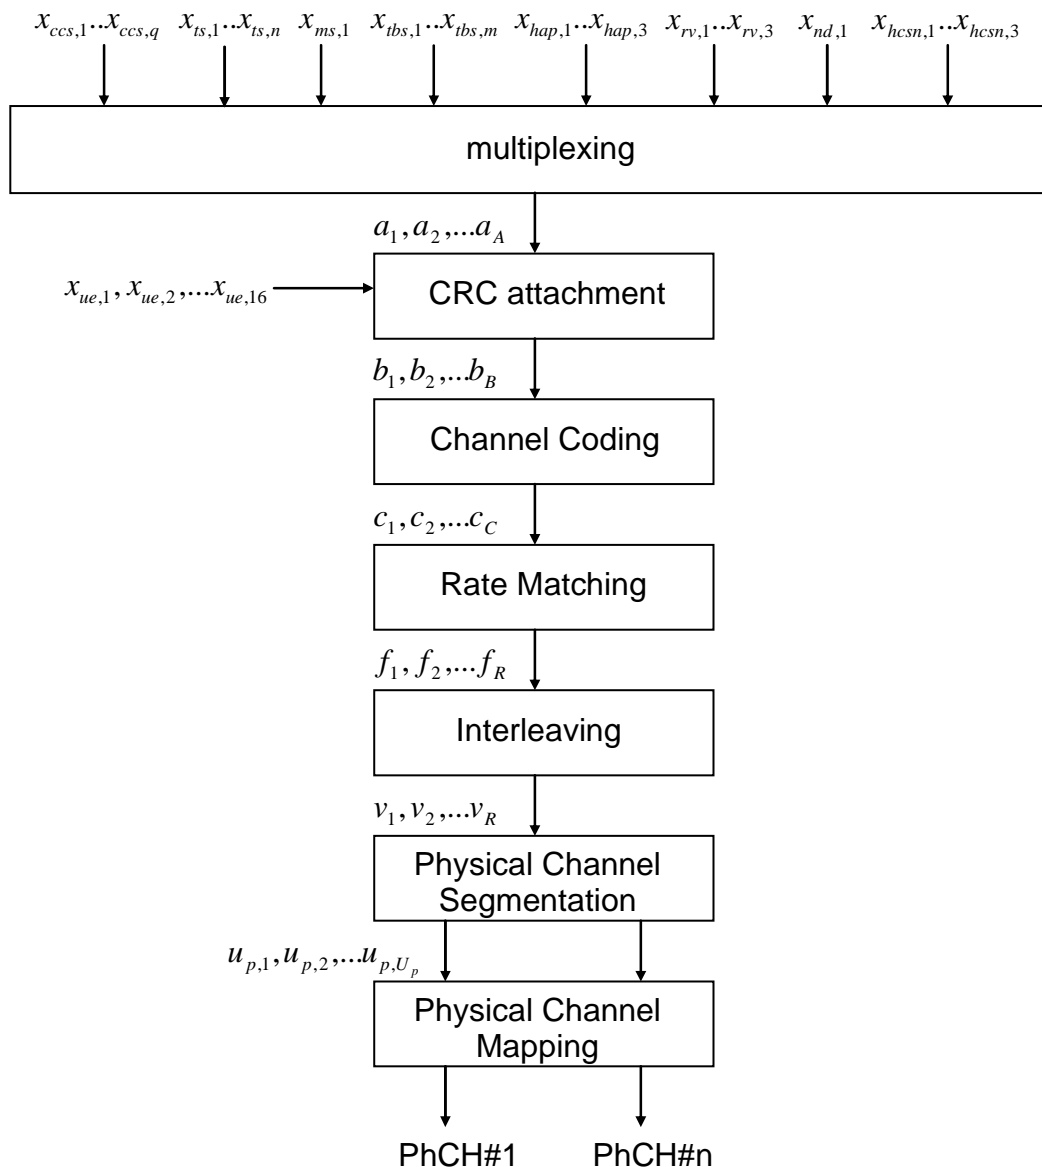 x_{ccs,1}..x_{ccs,q} x_{ts,1}..x_{ts,n} x_{ms,1} x_{tbs,1}..x_{tbs,m} x_{hap,1}..x_{hap,3} x_{rv,1}..x_{rv,3} x_{nd,1} x_{hcsn,1}..x_{hcsn,3}
multiplexing
a_1, a_2,...a_A
x_{ue,1}, x_{ue,2},...x_{ue,16}
CRC attachment
b_1, b_2,...b_B
Channel Coding
c_1, c_2,...c_C
Rate Matching
f_1, f_2,...f_R
Interleaving
v_1, v_2,...v_R
Physical Channel
Segmentation
u_{p,1}, u_{p,2},...u_{p,U_p}
Physical Channel
Mapping
PhCH#1 PhCH#n